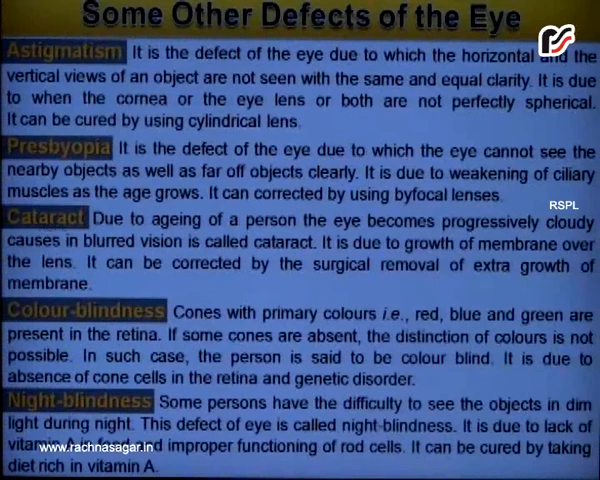 Some Other Defects of the Eye
Astigmatism It is the defect of the eye due to which the horizontal and the
vertical views of an object are not seen with the same and equal clarity. It is due
to when the cornea or the eye lens or both are not perfectly spherical.
It can be cured by using cylindrical lens.
Presbyopia It is the defect of the eye due to which the eye cannot see the
nearby objects as well as far off objects clearly. It is due to weakening of ciliary
muscles as the age grows. It can corrected by using byfocal lenses.
RSPL
Cataract Due to ageing of a person the eye becomes progressively cloudy
causes in blurred vision is called cataract. It is due to growth of membrane over
the lens. It can be corrected by the surgical removal of extra growth of
membrane.
Colour-blindness Cones with primary colours i.e., red, blue and green are
present in the retina. If some cones are absent, the distinction of colours is not
possible. In such case, the person is said to be colour blind. It is due to
absence of cone cells in the retina and genetic disorder.
Night-blindness Some persons have the difficulty to see the objects in dim
light during night. This defect of eye is called night-blindness. It is due to lack of
vitamin A in food and improper functioning of rod cells. It can be cured by taking
www.rachnasagar.in
diet rich in vitamin A.